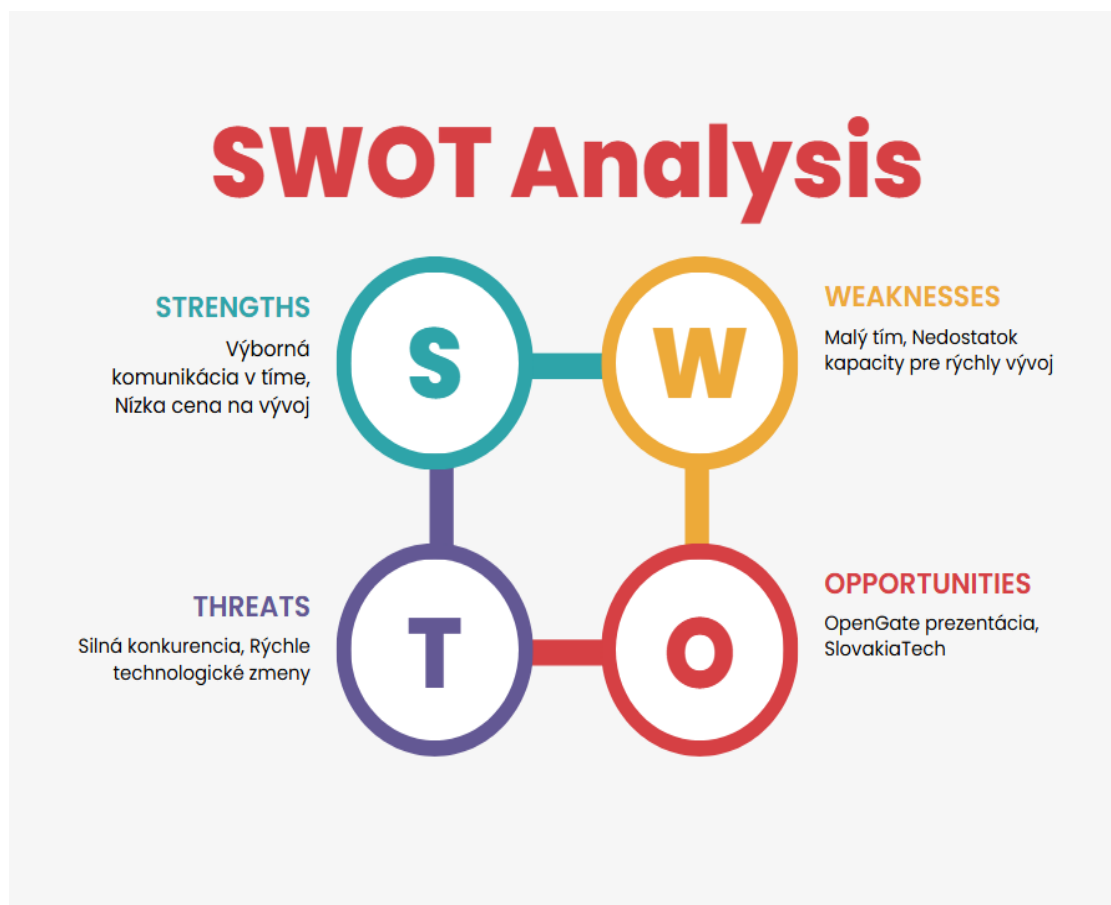 SWOT Analysis
STRENGTHS
Výborná
komunikácia v tíme,
Nízka cena na vývoj
S
W
WEAKNESSES
Malý tím, Nedostatok
kapacity pre rýchly vývoj
THREATS
Silná konkurencia, Rýchle
technologické zmeny
T
O
OPPORTUNITIES
OpenGate prezentácia,
SlovakiaTech